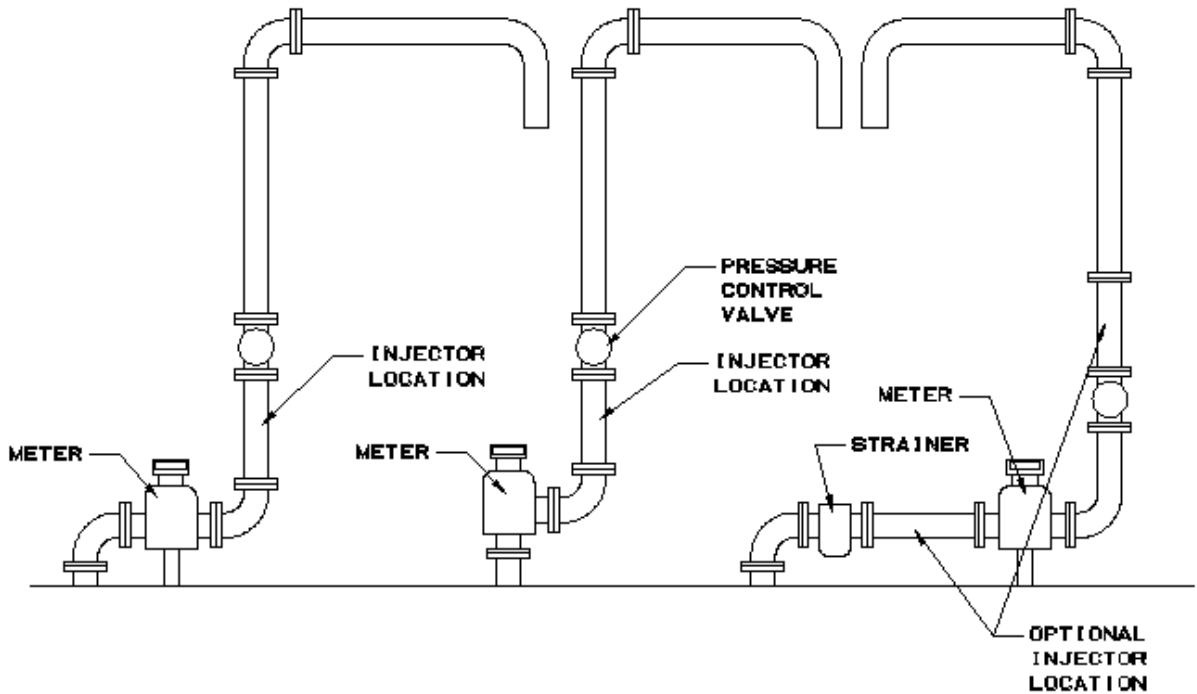 PRESSURE
CONTROL
VALVE
INJECTOR
LOCATION
INJECTOR
LOCATION
METER
METER
METER
STRAINER
OPTIONAL
INJECTOR
LOCATION